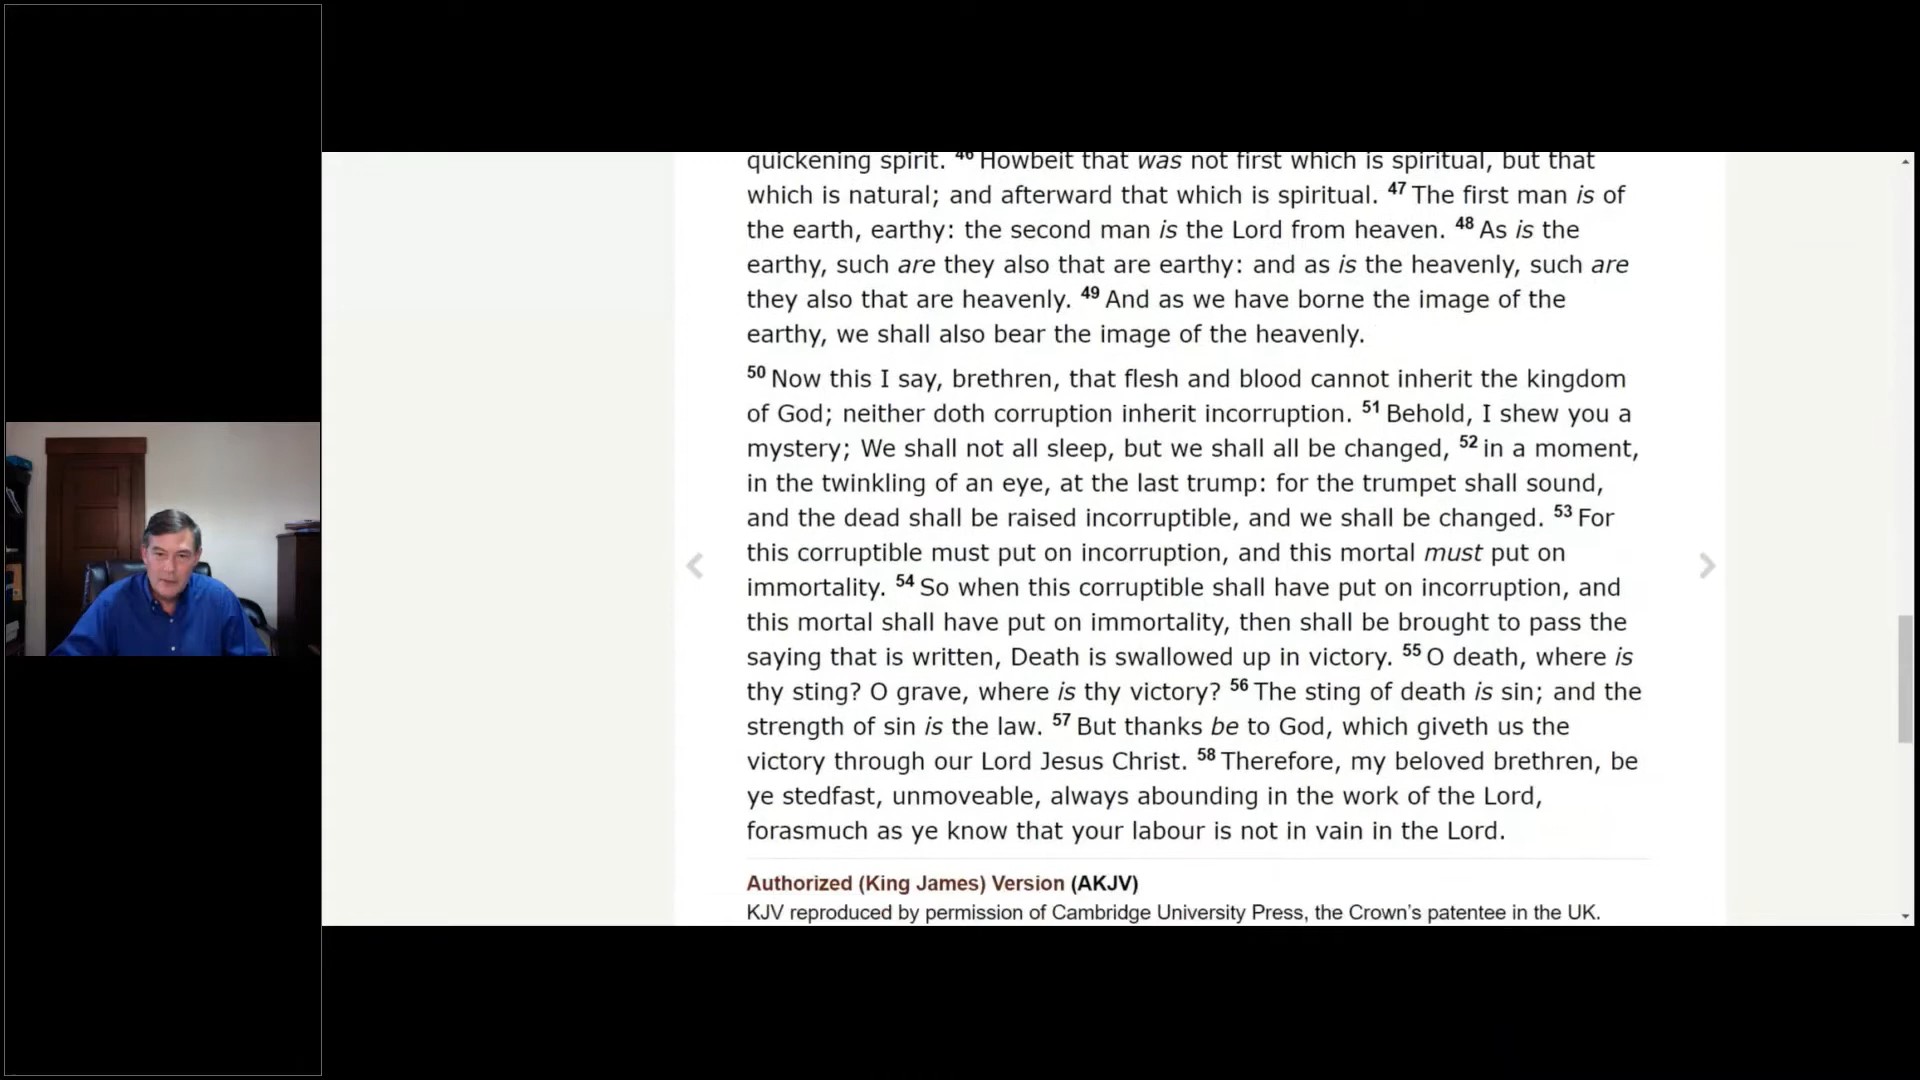 quickening spirit. 46 Howbeit that was not first which is spiritual, but that
which is natural; and afterward that which is spiritual. 47 The first man is of
the earth, earthy: the second man is the Lord from heaven. 48 As is the
earthy, such are they also that are earthy: and as is the heavenly, such are
they also that are heavenly. 49 And as we have borne the image of the
earthy, we shall also bear the image of the heavenly.
50 Now this I say, brethren, that flesh and blood cannot inherit the kingdom
of God; neither doth corruption inherit incorruption. 51 Behold, I shew you a
mystery; We shall not all sleep, but we shall all be changed, 52 in a moment,
in the twinkling of an eye, at the last trump: for the trumpet shall sound,
and the dead shall be raised incorruptible, and we shall be changed. 53 For
this corruptible must put on incorruption, and this mortal must put on
immortality. 54 So when this corruptible shall have put on incorruption, and
this mortal shall have put on immortality, then shall be brought to pass the
saying that is written, Death is swallowed up in victory. 55 O death, where is
thy sting? O grave, where is thy victory? 56 The sting of death is sin; and the
strength of sin is the law. 57 But thanks be to God, which giveth us the
victory through our Lord Jesus Christ. 58 Therefore, my beloved brethren, be
ye stedfast, unmoveable, always abounding in the work of the Lord,
forasmuch as ye know that your labour is not in vain in the Lord.
Authorized (King James) Version (AKJV)
KJV reproduced by permission of Cambridge University Press, the Crown's patentee in the UK.